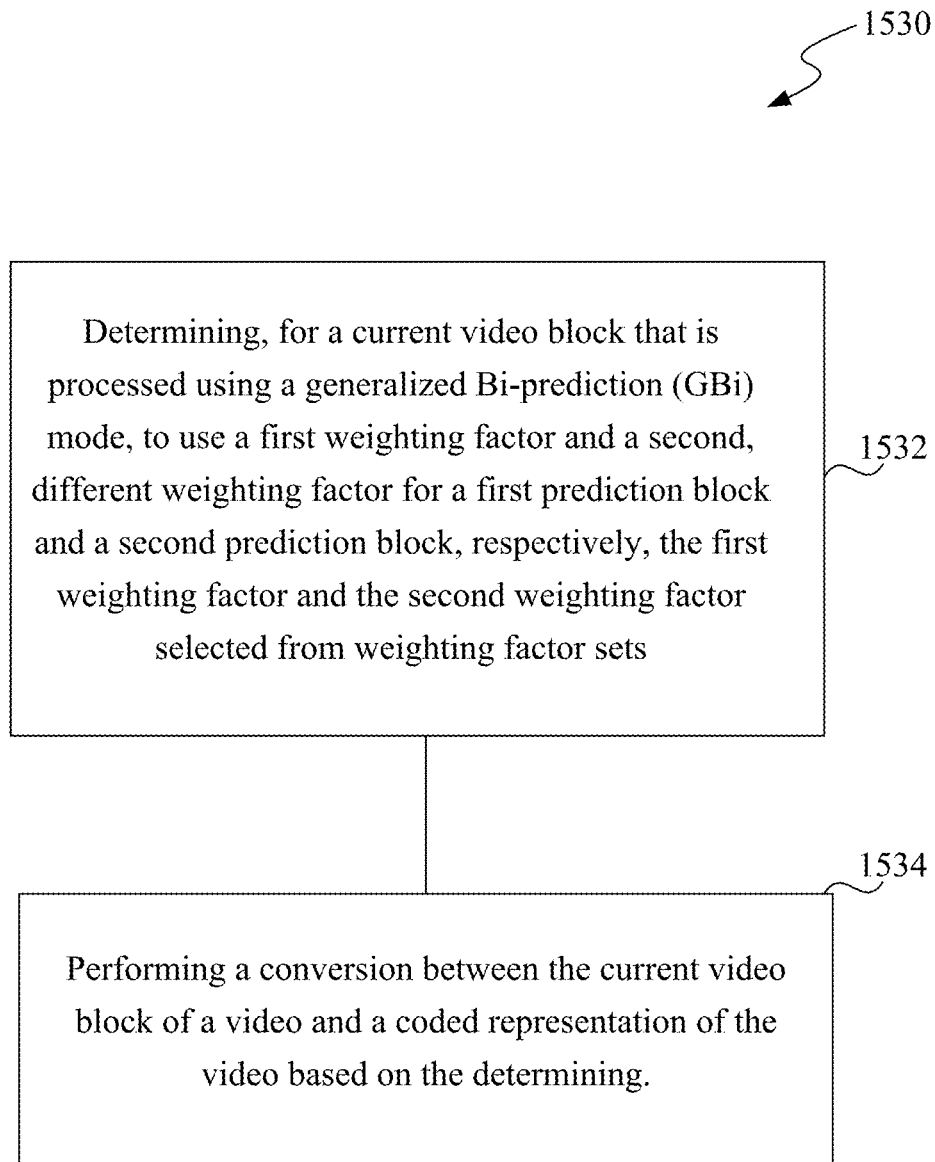 1530
Determining, for a current video block that is
processed using a generalized Bi-prediction (GBi)
mode, to use a first weighting factor and a second,
different weighting factor for a first prediction block
and a second prediction block, respectively, the first
weighting factor and the second weighting factor
selected from weighting factor sets
1532
1534
Performing a conversion between the current video
block of a video and a coded representation of the
video based on the determining.